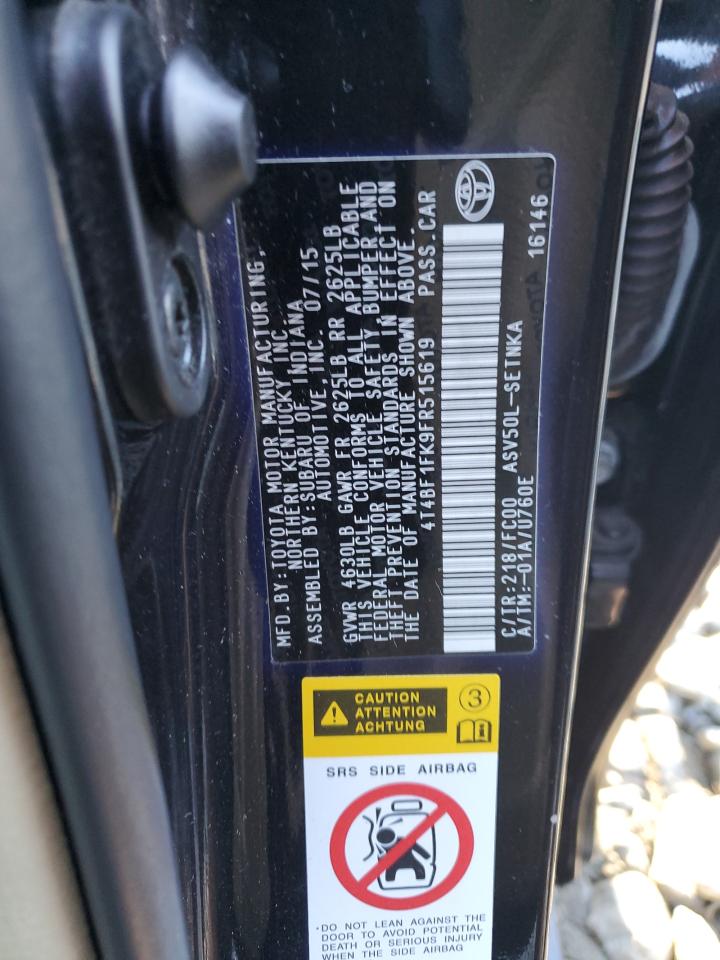 MFD.BY:TOYOTA MOTOR MANUFACTURING,
NORTHERN KENTUCKY INC.
ASSEMBLED BY:SUBARU OF INDIANA
AUTOMOTIVE,INC. 07/15
GVWR 4630LB GAWR FR 2625LB RR 2625LB
THIS VEHICLE CONFORMS TO ALL APPLICABLE
FEDERAL MOTOR VEHICLE SAFETY, BUMPER,AND
THEFT PREVENTION STANDARDS IN EFFECT ON
THE DATE OF MANUFACTURE SHOWN ABOVE.
4T4BF1FK9FR515619 PASS.CAR
C/TR:218/FC00 ASV50L-SETNKA 16146
A/TM:-01A/U760E
CAUTION
ATTENTION
ACHTUNG
3
SRS SIDE AIRBAG
·DO NOT LEAN AGAINST THE
DOOR TO AVOID POTENTIAL
DEATH OR SERIOUS INJURY
WHEN THE SIDE AIRBAG